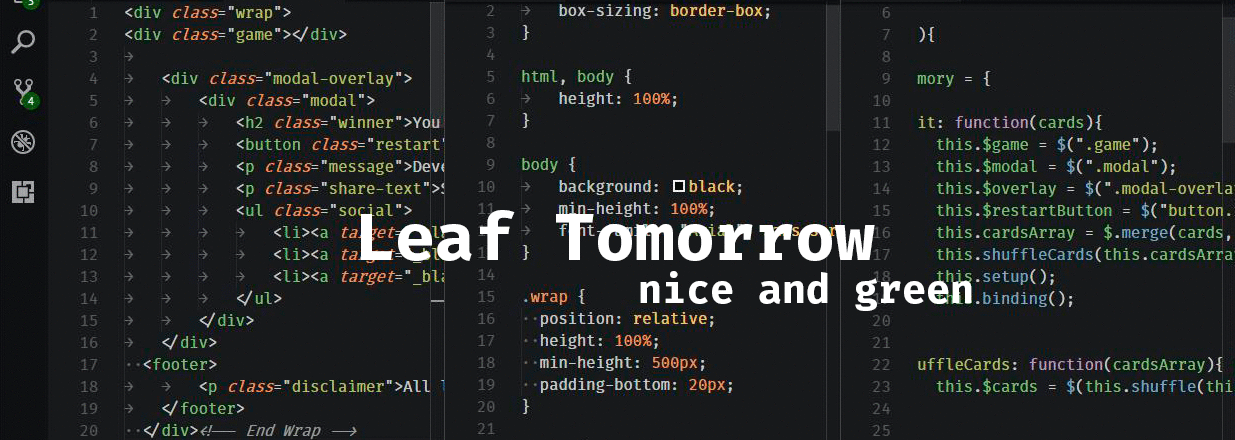 3
4
1 <div class="wrap">
2 <div class="game"></div>
3
4 <div class="modal-overlay">
5 <div class="modal">
6 <h2 class="winner">You
7 <button class="restart"
8 <p class="message">Deve
9 <p class="share-text">S
10 <ul class="social">
11 <li><a target="_bla
12 <li><a target="_bla
13 <li><a target="_bla
14 </ul>
15 </div>
16 </div>
17 <footer>
18 <p class="disclaimer">All l
19 </footer>
20 </div><!-- End Wrap -->
2 box-sizing: border-box;
3 }
4
5 html, body {
6 height: 100%;
7 }
8
9 body {
10 background: black;
11 min-height: 100%;
12
13 }
14
15 .wrap {
16 position: relative;
17 height: 100%;
18 min-height: 500px;
19 padding-bottom: 20px;
20 }
21
6
7 ){
8
9 mory = {
10
11 it: function(cards){
12 this.$game = $(".game");
13 this.$modal = $(".modal");
14 this.$overlay = $(".modal-overla
15 this.$restartButton = $("button.
16 this.cardsArray = $.merge(cards,
17 this.shuffleCards(this.cardsArra
18 this.setup();
19 this.binding();
20
21
22 uffleCards: function(cardsArray){
23 this.$cards = $(this.shuffle(thi
24
25
Leaf Tomorrow
nice and green